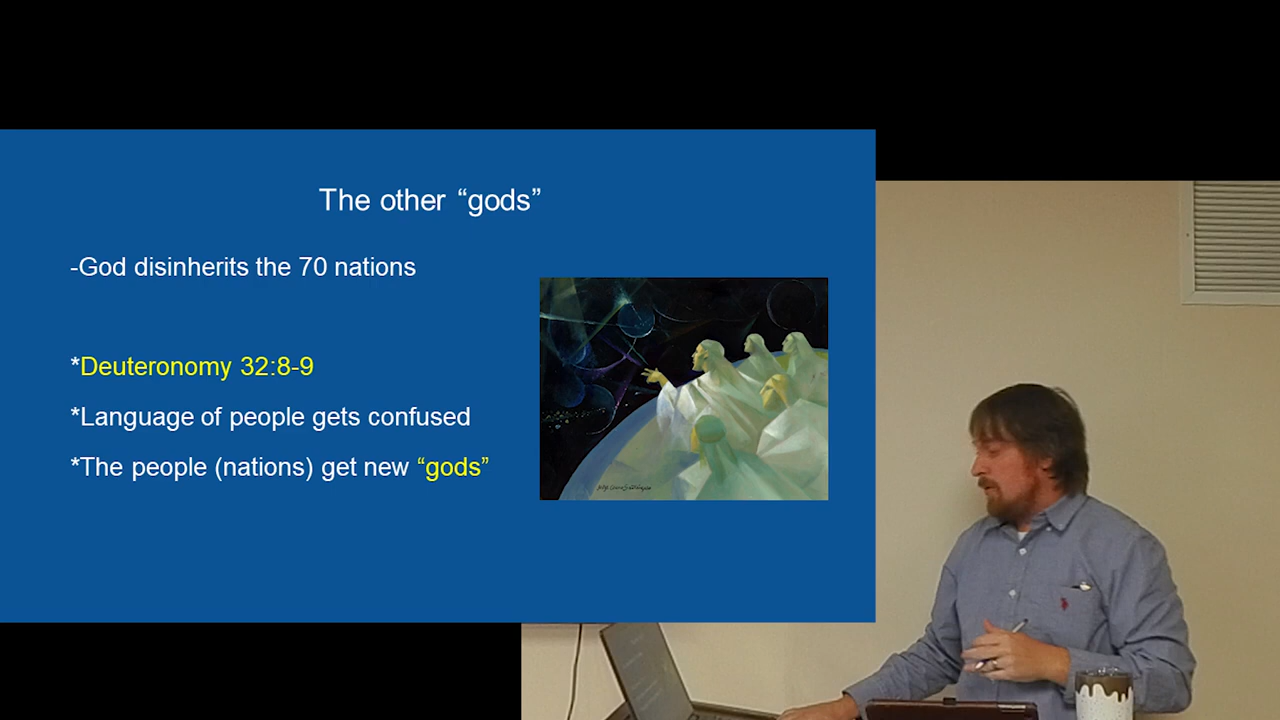 The other “gods”
-God disinherits the 70 nations
*Deuteronomy 32:8-9
*Language of people gets confused
*The people (nations) get new “gods”